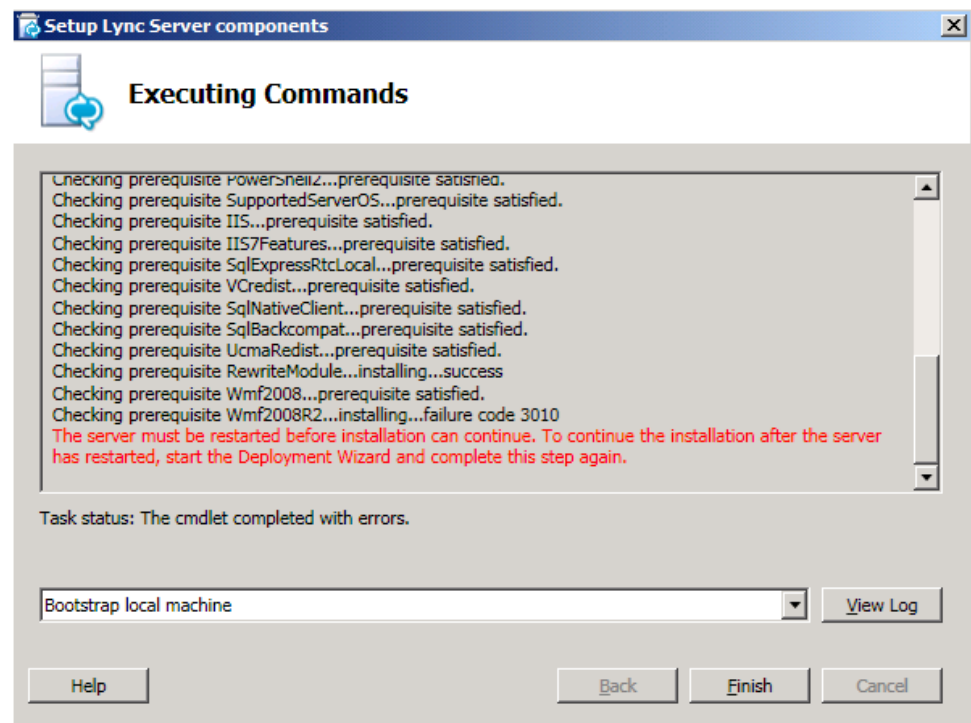 Setup Lync Server components
Executing Commands
Checking prerequisite PowerShell2...prerequisite satisfied.
Checking prerequisite SupportedServerOS...prerequisite satisfied.
Checking prerequisite IIS...prerequisite satisfied.
Checking prerequisite IIS7Features...prerequisite satisfied.
Checking prerequisite SqlExpressRtcLocal...prerequisite satisfied.
Checking prerequisite VCredist...prerequisite satisfied.
Checking prerequisite SqlNativeClient...prerequisite satisfied.
Checking prerequisite SqlBackcompat...prerequisite satisfied.
Checking prerequisite UcmaRedist...prerequisite satisfied.
Checking prerequisite RewriteModule...installing...success
Checking prerequisite Wmf2008...prerequisite satisfied.
Checking prerequisite Wmf2008R2...installing...failure code 3010
The server must be restarted before installation can continue. To continue the installation after the server
has restarted, start the Deployment Wizard and complete this step again.
Task status: The cmdlet completed with errors.
Bootstrap local machine
View Log
Help
Back
Finish
Cancel